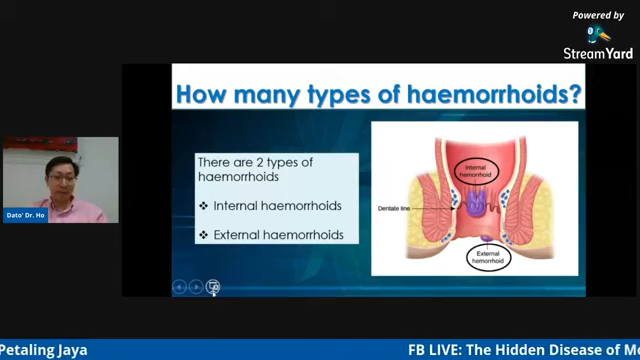 Powered by
StreamYard
How many types of haemorrhoids?
There are 2 types of
haemorrhoids
❖ Internal haemorrhoids
❖ External haemorrhoids
Internal
hemorrhoid
Dentate line
External
hemorrhoid
Dato' Dr. Ho
Petaling Jaya
FB LIVE: The Hidden Disease of M